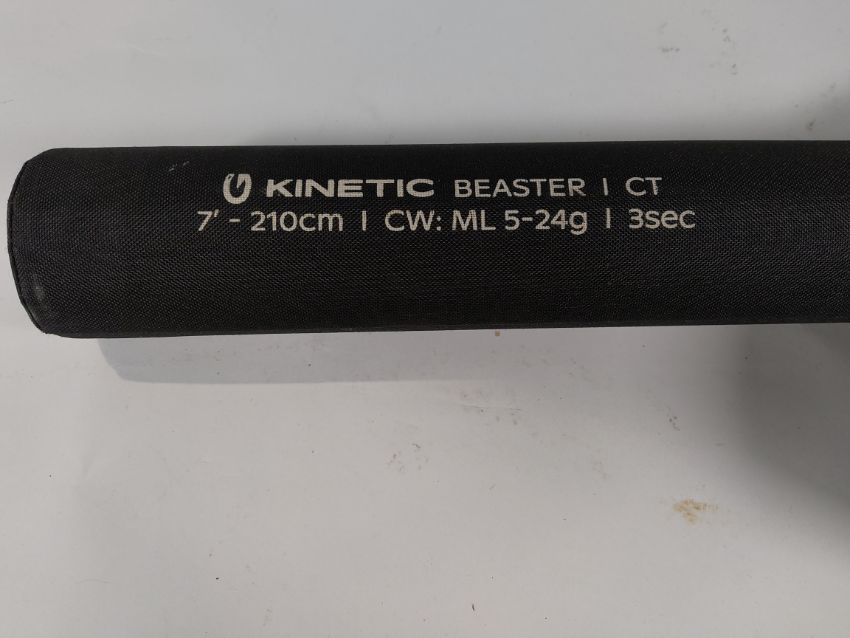 KINETIC BEASTER | CT
7' - 210cm | CW: ML 5-24g | 3sec